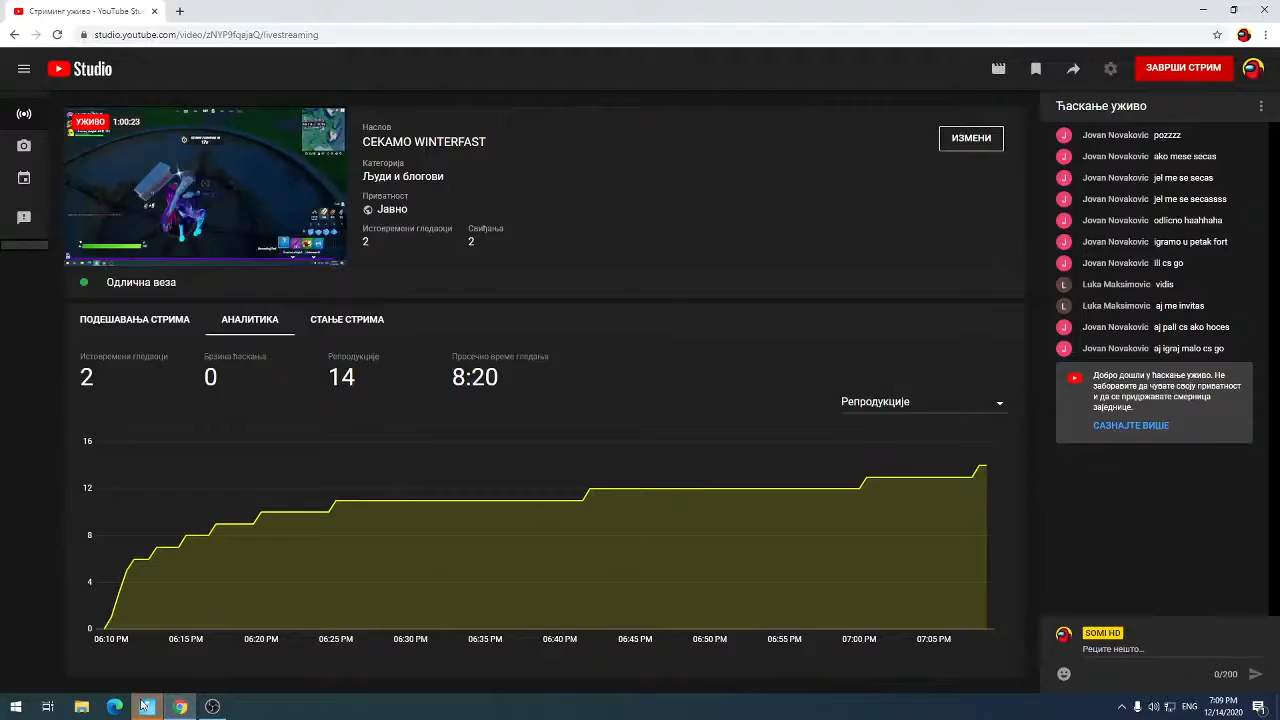 Стриминг уживо - YouTube Stu
studio.youtube.com/video/zNYP9fqajaQ/livestreaming
Studio
ЗАВРШИ СТРИМ
УЖИВО 1:00:23
Наслов
CEKAMO WINTERFAST
ИЗМЕНИ
Категорија
Људи и блогови
Приватност
Јавно
Истовремени гледаоци Свиђања
2 2
Одлична веза
ПОДЕШАВАЊА СТРИМА АНАЛИТИКА СТАЊЕ СТРИМА
Истовремени гледаоци Брзина ћаскања Репродукције Просечно време гледања
2 0 14 8:20
Репродукције
16
12
8
4
0
06:10 PM 06:15 PM 06:20 PM 06:25 PM 06:30 PM 06:35 PM 06:40 PM 06:45 PM 06:50 PM 06:55 PM 07:00 PM 07:05 PM
Ћаскање уживо
Jovan Novakovic pozzzz
Jovan Novakovic ako mese secas
Jovan Novakovic jel me se secas
Jovan Novakovic jel me se secassss
Jovan Novakovic odlicno haahhaha
Jovan Novakovic igramo u petak fort
Jovan Novakovic ill cs go
Luka Maksimovic vidis
Luka Maksimovic aj me invitas
Jovan Novakovic aj pali cs ako hoces
Jovan Novakovic aj igraj malo cs go
Добро дошли у ћаскање уживо. Не
заборавите да чувате своју приватност
и да се придржавате смерница
заједнице.
САЗНАЈТЕ ВИШЕ
SOMI HD
Реците нешто...
0/200
ENG
7:09 PM
12/14/2020